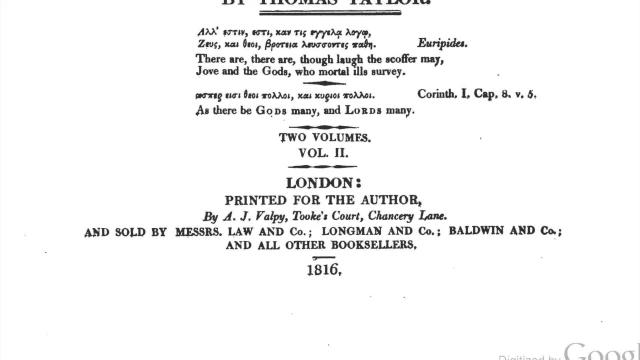 BY THOMAS TAYLOR.
Αλλ' εστιν, εστι, καν τις εγγελα λογῳ,
Ζευς, και θεοι, βροτεια λευσσοντες παθη. Euripides.
There are, there are, though laugh the scoffer may,
Jove and the Gods, who mortal ills survey.
ωσπερ εισι θεοι πολλοι, και κυριοι πολλοι. Corinth. I. Cap. 8. v. 5.
As there be GODS many, and LORDS many.
TWO VOLUMES.
VOL. II.
LONDON:
PRINTED FOR THE AUTHOR,
By A. J. Valpy, Tooke's Court, Chancery Lane.
AND SOLD BY MESSRS. LAW AND Co.; LONGMAN AND Co.; BALDWIN AND Co.;
AND ALL OTHER BOOKSELLERS.
1816.
Digitized by Google